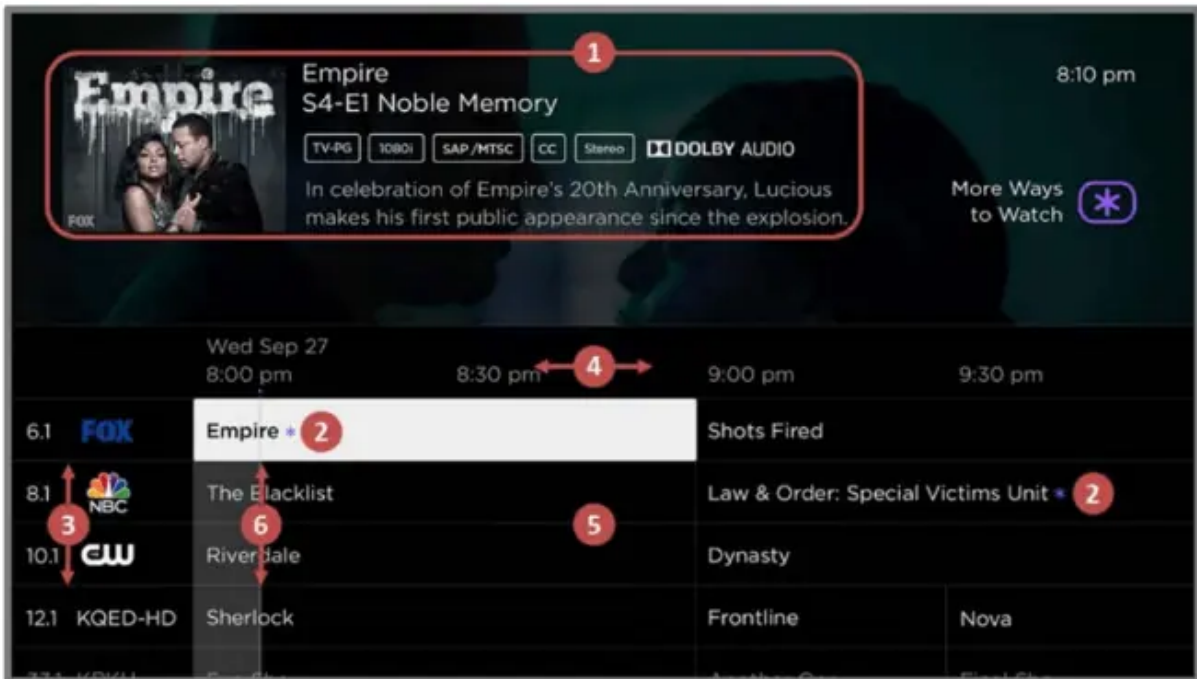 1
Empire
Empire
8:10 pm
S4-E1 Noble Memory
TV-PG 1080i SAP/MTSC CC Stereo DOLBY AUDIO
In celebration of Empire's 20th Anniversary, Lucious
makes his first public appearance since the explosion.
FOX
More Ways
to Watch *
Wed Sep 27
8:00 pm 8:30 pm 4 9:00 pm 9:30 pm
6.1 FOX Empire * 2 Shots Fired
8.1 NBC The Blacklist Law & Order: Special Victims Unit * 2
3 6 5
10.1 CW Riverdale Dynasty
12.1 KQED-HD Sherlock Frontline Nova